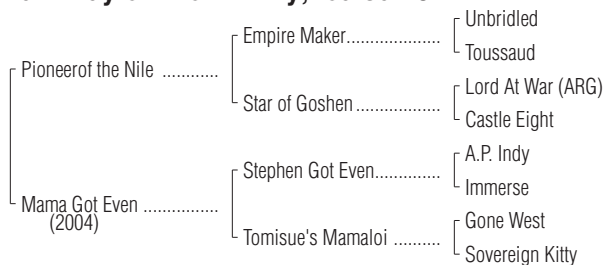 Unbridled
Empire Maker..................
Toussaud
Pioneerof the Nile ............
Lord At War (ARG)
Star of Goshen ..................
Castle Eight
A.P. Indy
Stephen Got Even..............
Immerse
Mama Got Even ................
(2004)
Gone West
Tomisue's Mamaloi ..........
Sovereign Kitty